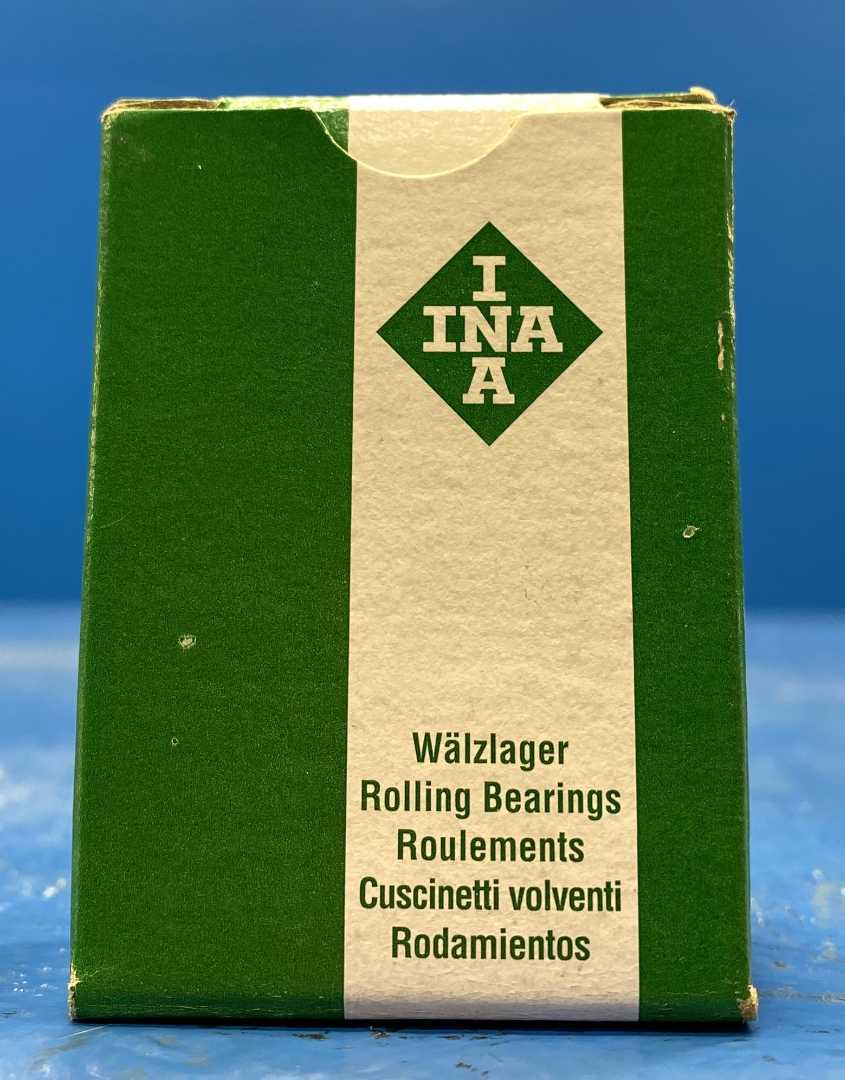 I
INA
A
Wälzlager
Rolling Bearings
Roulements
Cuscinetti volventi
Rodamientos